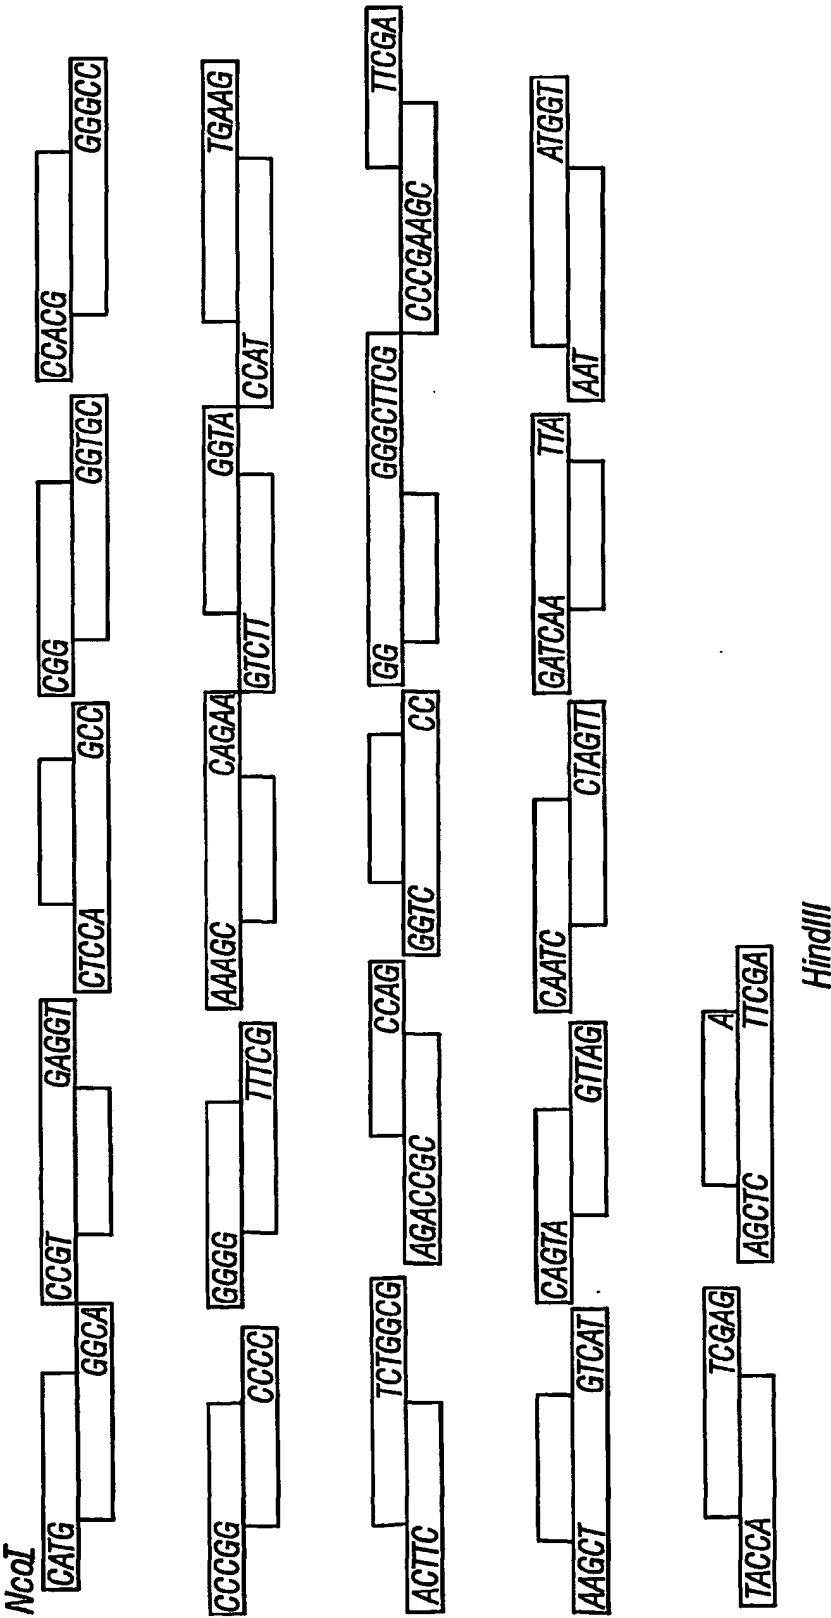 NcoI
CATG CCGT GAGGT CGG CCACG
GGCA CTCCA GCC GGTGC GGGCC
CCCGG GGGG AAAGC CAGAA GGTA TGAAG
CCCC TTTCG GTCTT CCAT
TCTGGCG CCAG GG GGGCTTCG TTCGA
ACTTC AGACCGC GGTC CC CCCGAAGC
CAGTA CAATC GATCAA TTA ATGGT
AAGCT GTCAT GTTAG CTAGTT AAT
TCGAG A
TACCA AGCTC TTCGA
HindIII